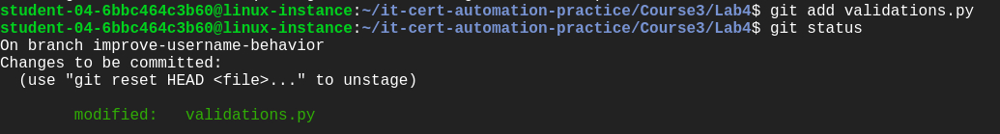 student-04-6bbc464c3b60@linux-instance:~/it-cert-automation-practice/Course3/Lab4$ git add validations.py
student-04-6bbc464c3b60@linux-instance:~/it-cert-automation-practice/Course3/Lab4$ git status
On branch improve-username-behavior
Changes to be committed:
  (use "git reset HEAD <file>..." to unstage)
        modified:   validations.py